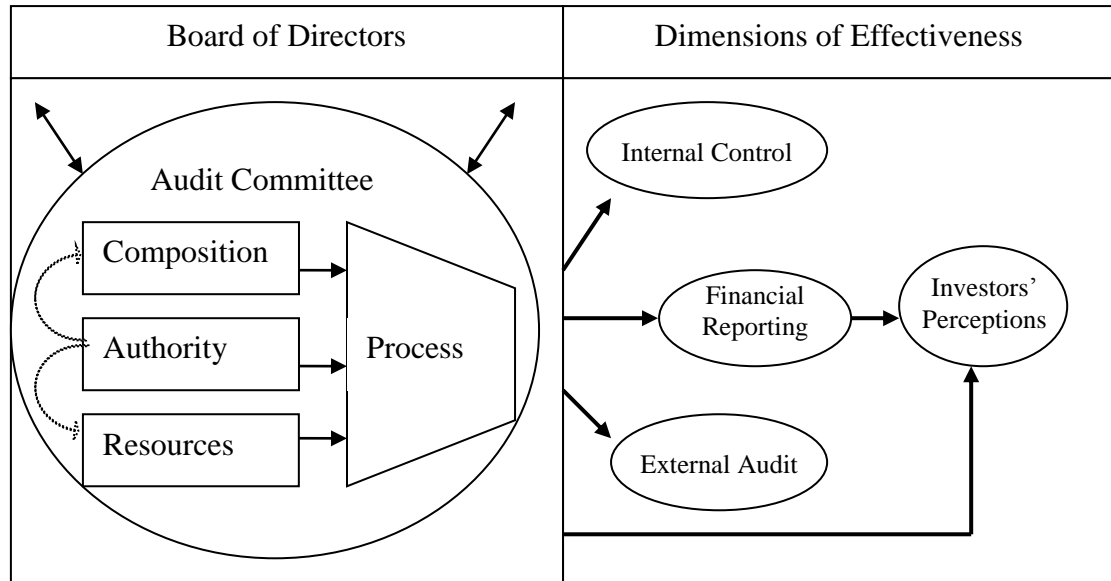 Board of Directors
Dimensions of Effectiveness
Audit Committee
Composition
Authority
Resources
Process
Internal Control
Financial
Reporting
Investors’
Perceptions
External Audit